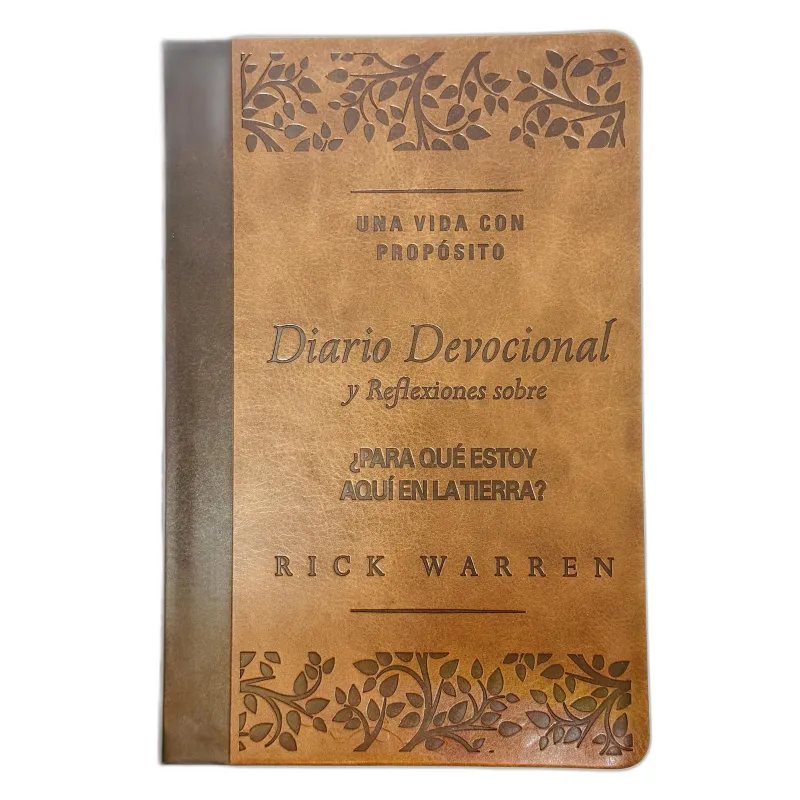 UNA VIDA CON
PROPÓSITO
Diario Devocional
y Reflexiones sobre
¿PARA QUÉ ESTOY
AQUÍ EN LA TIERRA?
RICK WARREN